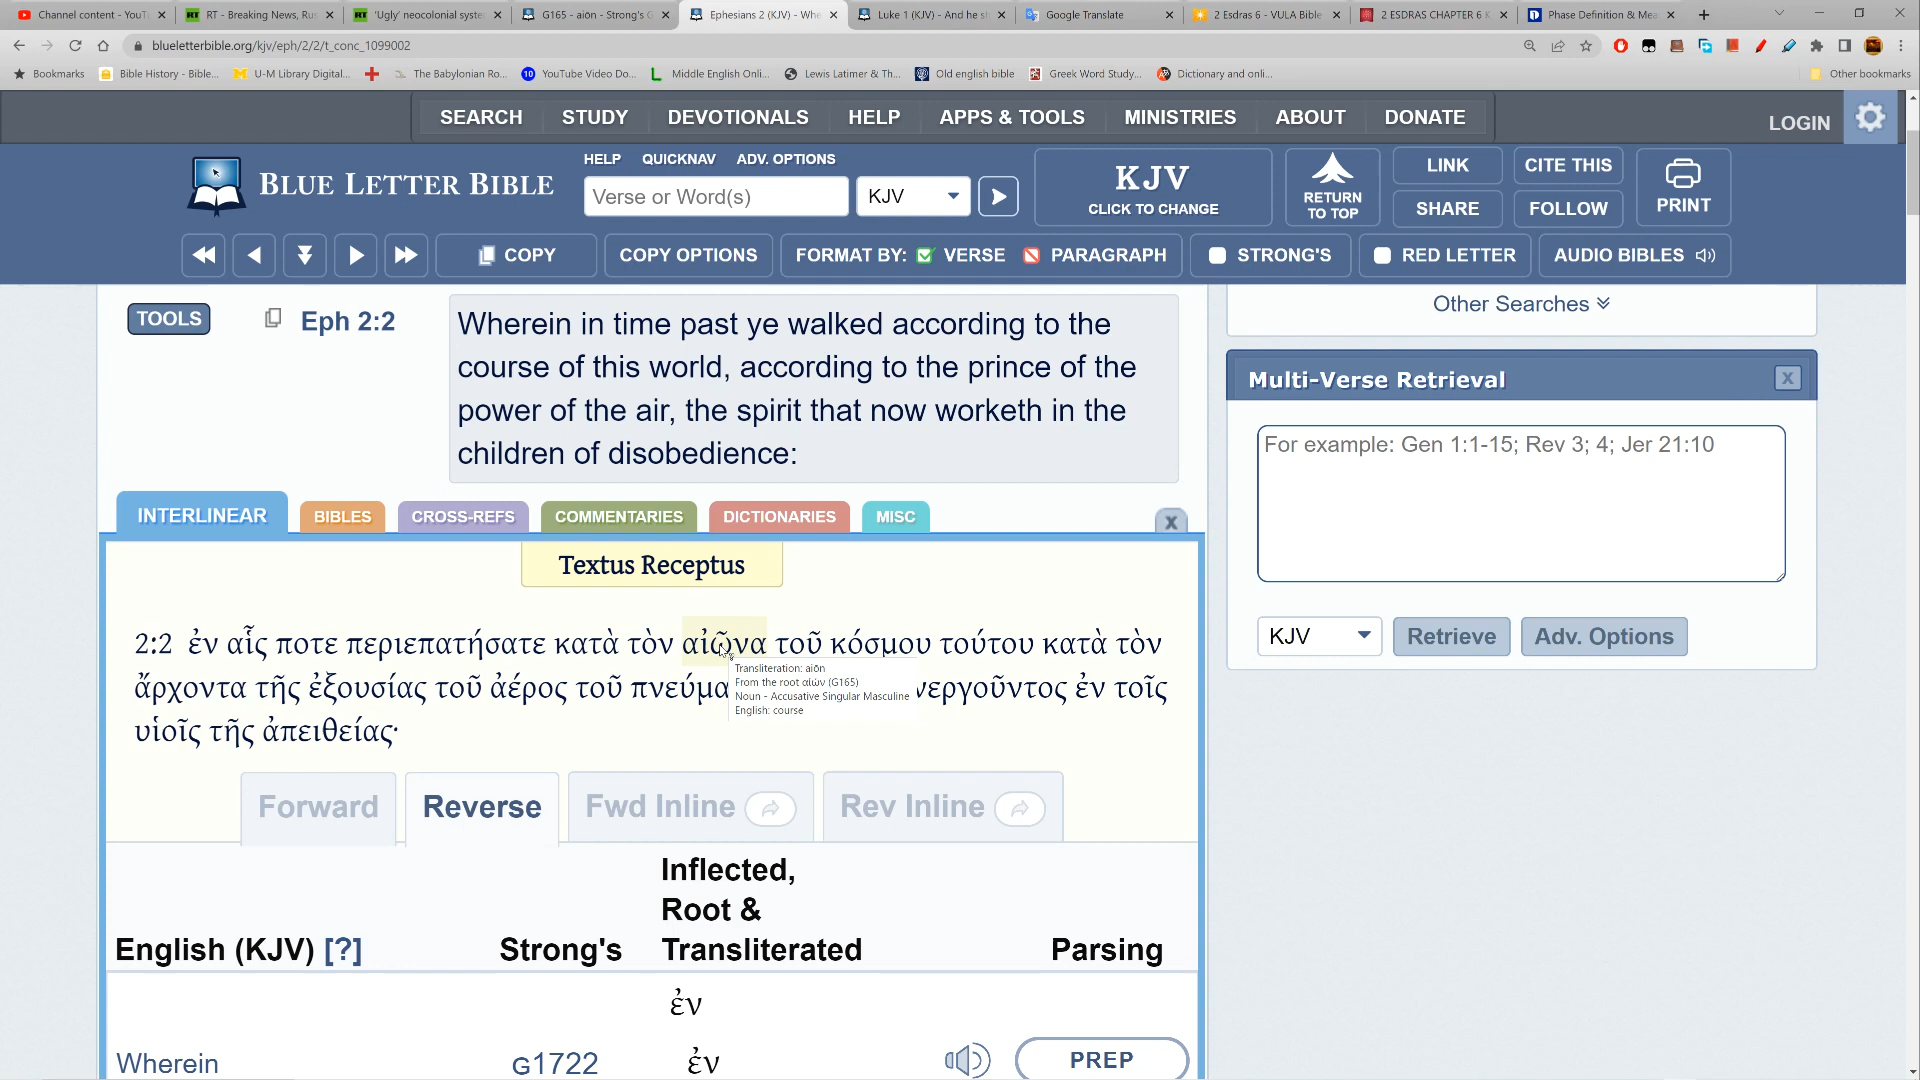 Channel content - YouT
RT - Breaking News, Rus
'Ugly' neocolonial syste
G165 - aiōn - Strong's G
Ephesians 2 (KJV) - Whe
Luke 1 (KJV) - And he s
Google Translate
2 Esdras 6 - VULA Bible
2 ESDRAS CHAPTER 6 K
Phase Definition & Mea
blueletterbible.org/kjv/eph/2/2/t_conc_1099002
Bookmarks
Bible History - Bible...
U-M Library Digital...
The Babylonian Ro...
YouTube Video Do...
Middle English Onli...
Lewis Latimer & Th...
Old english bible
Greek Word Study...
Dictionary and onli...
Other bookmarks
SEARCH STUDY DEVOTIONALS HELP APPS & TOOLS MINISTRIES ABOUT DONATE
LOGIN
BLUE LETTER BIBLE
HELP QUICKNAV ADV. OPTIONS
Verse or Word(s)
KJV
KJV
CLICK TO CHANGE
RETURN
TO TOP
LINK
CITE THIS
SHARE
FOLLOW
PRINT
COPY
COPY OPTIONS
FORMAT BY: VERSE PARAGRAPH
STRONG'S
RED LETTER
AUDIO BIBLES
TOOLS
Eph 2:2
Wherein in time past ye walked according to the
course of this world, according to the prince of the
power of the air, the spirit that now worketh in the
children of disobedience:
Other Searches
Multi-Verse Retrieval
X
For example: Gen 1:1-15; Rev 3; 4; Jer 21:10
KJV
Retrieve
Adv. Options
INTERLINEAR
BIBLES
CROSS-REFS
COMMENTARIES
DICTIONARIES
MISC
X
Textus Receptus
2:2 ἐν αἷς ποτε περιεπατήσατε κατὰ τὸν αἰῶνα τοῦ κόσμου τούτου κατὰ τὸν
ἄρχοντα τῆς ἐξουσίας τοῦ ἀέρος τοῦ πνεύμα νεργοῦντος ἐν τοῖς
υἱοῖς τῆς ἀπειθείας·
Transliteration: aiōn
From the root αἰών (G165)
Noun - Accusative Singular Masculine
English: course
Forward
Reverse
Fwd Inline
Rev Inline
English (KJV) [?]
Strong's
Inflected,
Root &
Transliterated
Parsing
ἐν
Wherein
G1722
ἐν
PREP